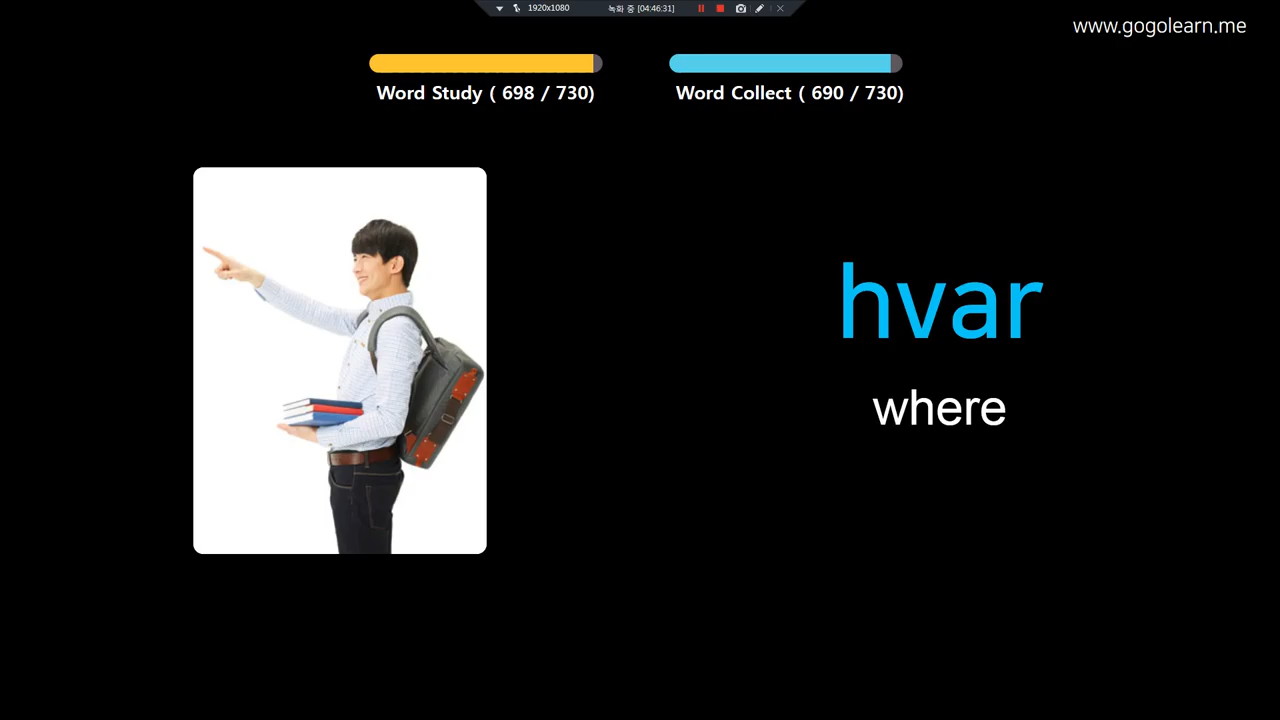 1920x1080 녹화 중 [04:46:31]
www.gogolearn.me
Word Study ( 698 / 730) Word Collect ( 690 / 730)
hvar
where